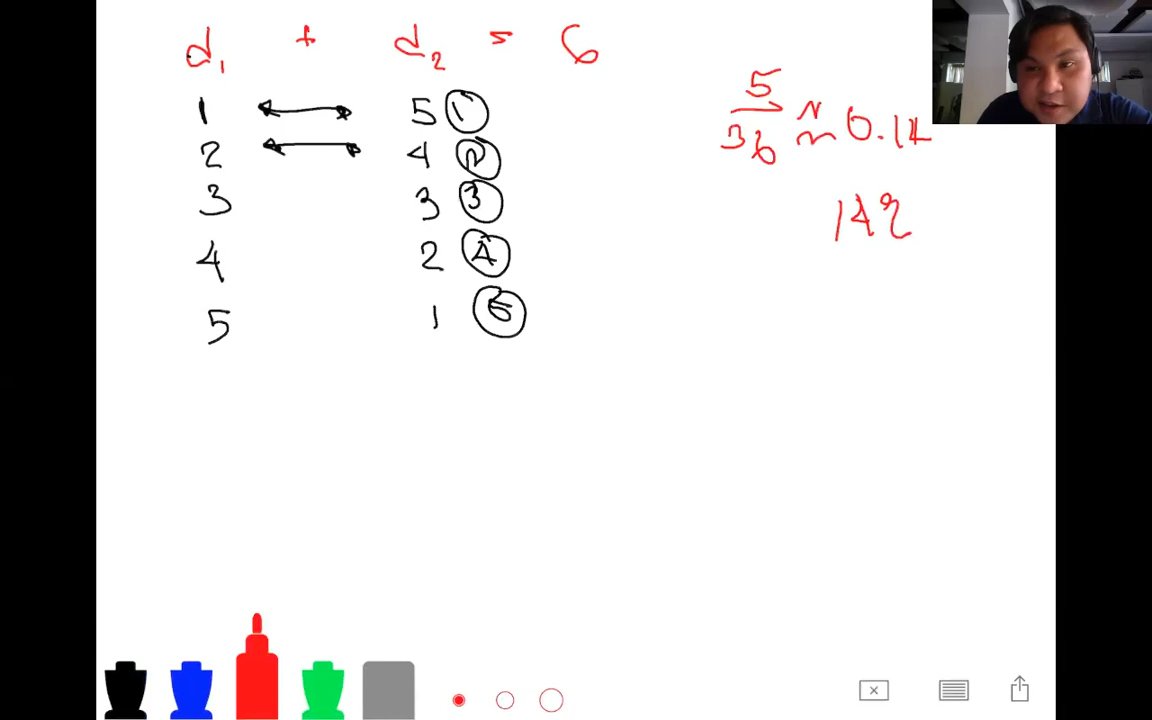 d₁ + d₂ = 6
1 5 1
2 4 2
3 3 3
4 2 4
5 1 5
5/36 ≈ 0.14
14%